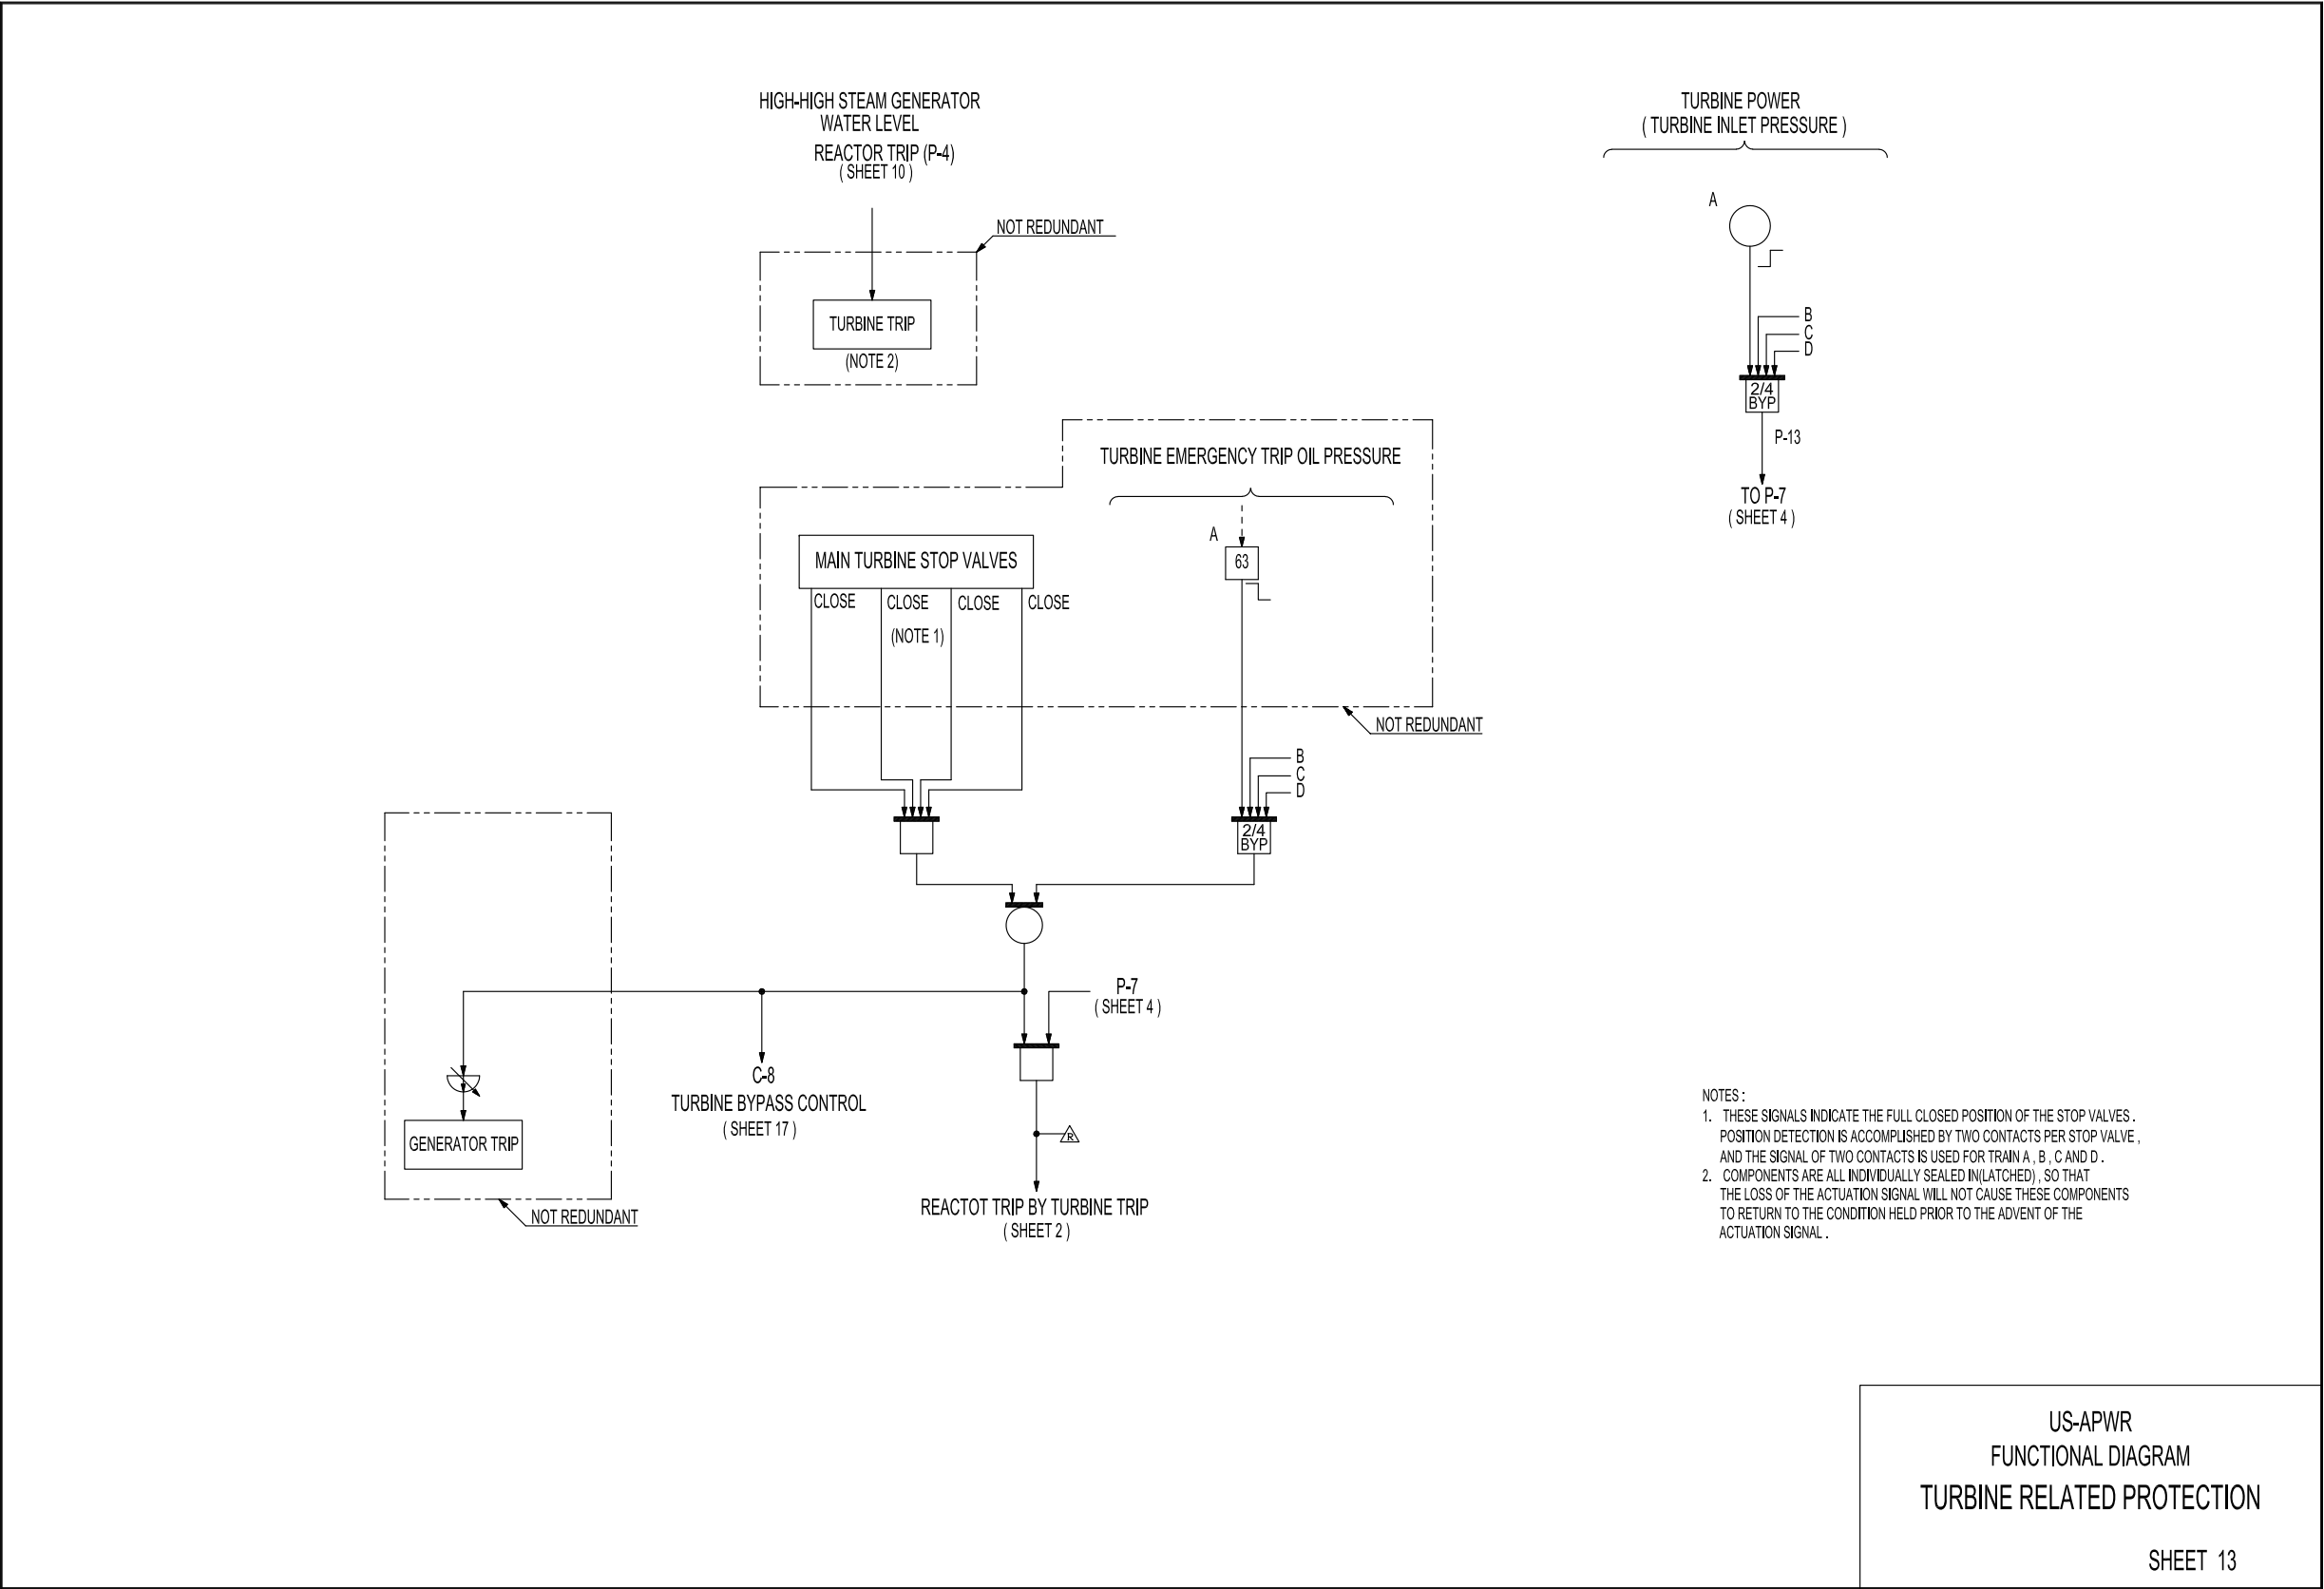 HIGH-HIGH STEAM GENERATOR
WATER LEVEL
REACTOR TRIP (P-4)
( SHEET 10 )
NOT REDUNDANT
TURBINE TRIP
(NOTE 2)
TURBINE POWER
( TURBINE INLET PRESSURE )
A
B
C
D
2/4
BYP
P-13
TO P-7
( SHEET 4 )
TURBINE EMERGENCY TRIP OIL PRESSURE
A
63
MAIN TURBINE STOP VALVES
CLOSE CLOSE CLOSE CLOSE
(NOTE 1)
NOT REDUNDANT
B
C
D
2/4
BYP
P-7
( SHEET 4 )
C-8
TURBINE BYPASS CONTROL
( SHEET 17 )
GENERATOR TRIP
NOT REDUNDANT
R
REACTOT TRIP BY TURBINE TRIP
( SHEET 2 )
NOTES :
1. THESE SIGNALS INDICATE THE FULL CLOSED POSITION OF THE STOP VALVES .
POSITION DETECTION IS ACCOMPLISHED BY TWO CONTACTS PER STOP VALVE ,
AND THE SIGNAL OF TWO CONTACTS IS USED FOR TRAIN A , B , C AND D .
2. COMPONENTS ARE ALL INDIVIDUALLY SEALED IN(LATCHED) , SO THAT
THE LOSS OF THE ACTUATION SIGNAL WILL NOT CAUSE THESE COMPONENTS
TO RETURN TO THE CONDITION HELD PRIOR TO THE ADVENT OF THE
ACTUATION SIGNAL .
US-APWR
FUNCTIONAL DIAGRAM
TURBINE RELATED PROTECTION
SHEET 13